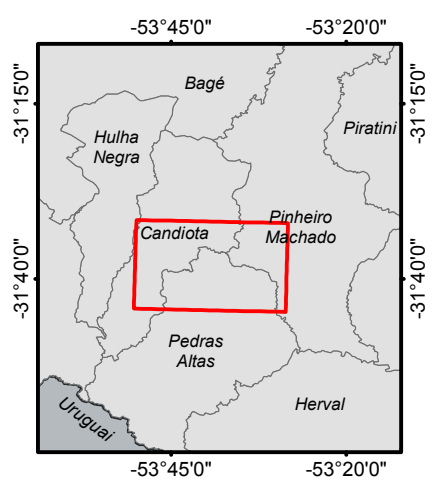 -53°45'0" -53°20'0"
-31°15'0" -31°15'0"
Bagé
Piratini
Hulha
Negra
Pinheiro
Machado
Candiota
-31°40'0" -31°40'0"
Pedras
Altas
Uruguai
Herval
-53°45'0" -53°20'0"